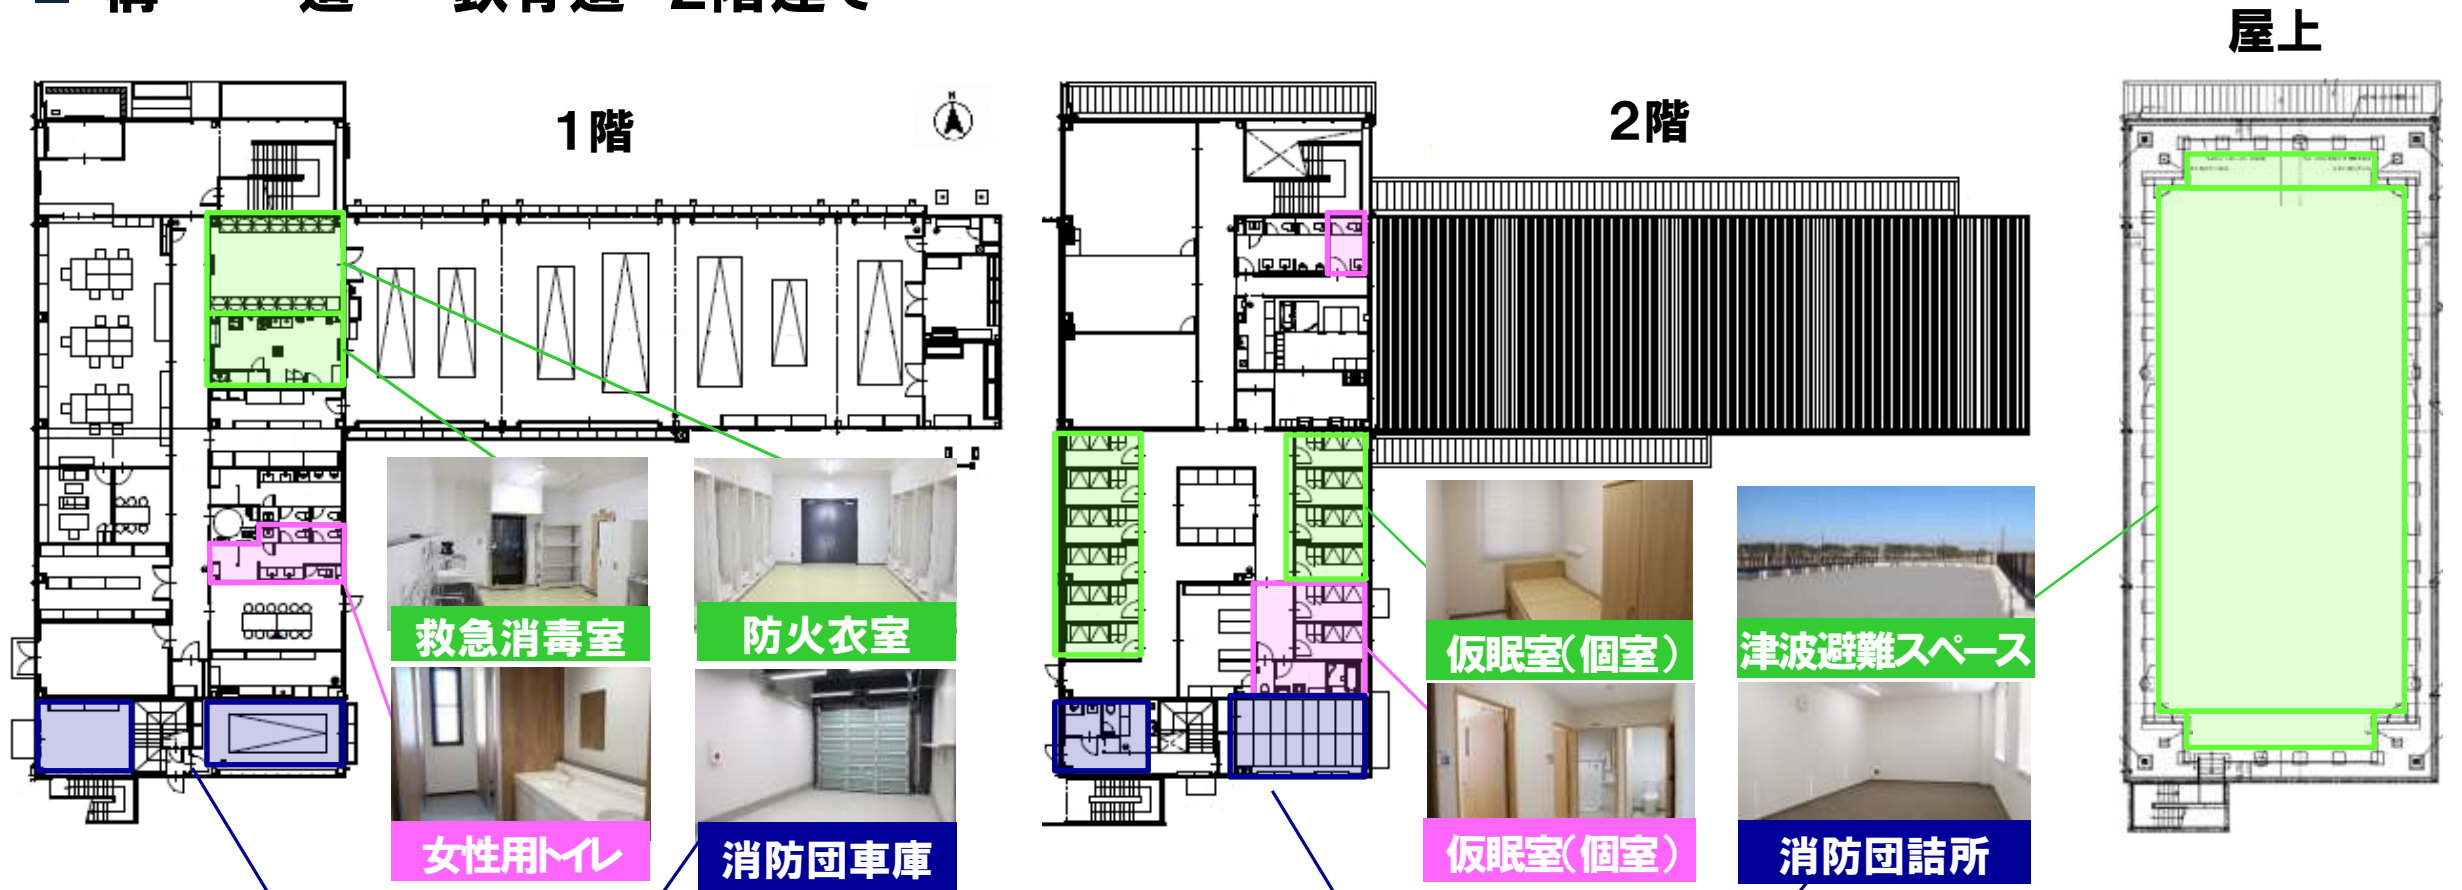 屋上
1階
N
2階
救急消毒室
防火衣室
仮眠室(個室)
津波避難スペース
女性用トイレ
消防団車庫
仮眠室(個室)
消防団詰所